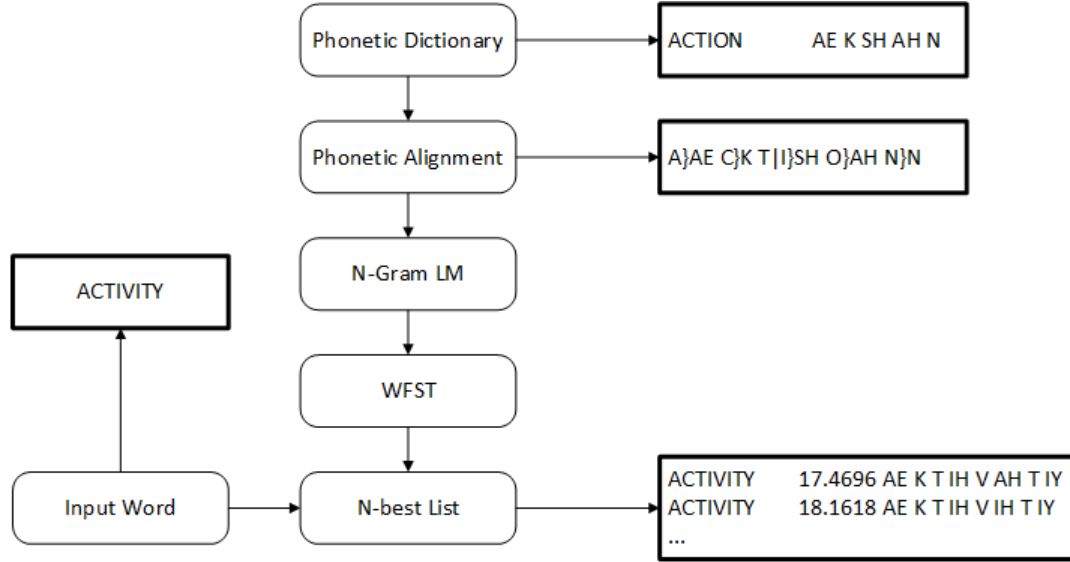 Phonetic Dictionary
ACTION AE K SH AH N
Phonetic Alignment
A}AE C}K T|I}SH O}AH N}N
N-Gram LM
ACTIVITY
WFST
Input Word
N-best List
ACTIVITY 17.4696 AE K T IH V AH T IY
ACTIVITY 18.1618 AE K T IH V IH T IY
...